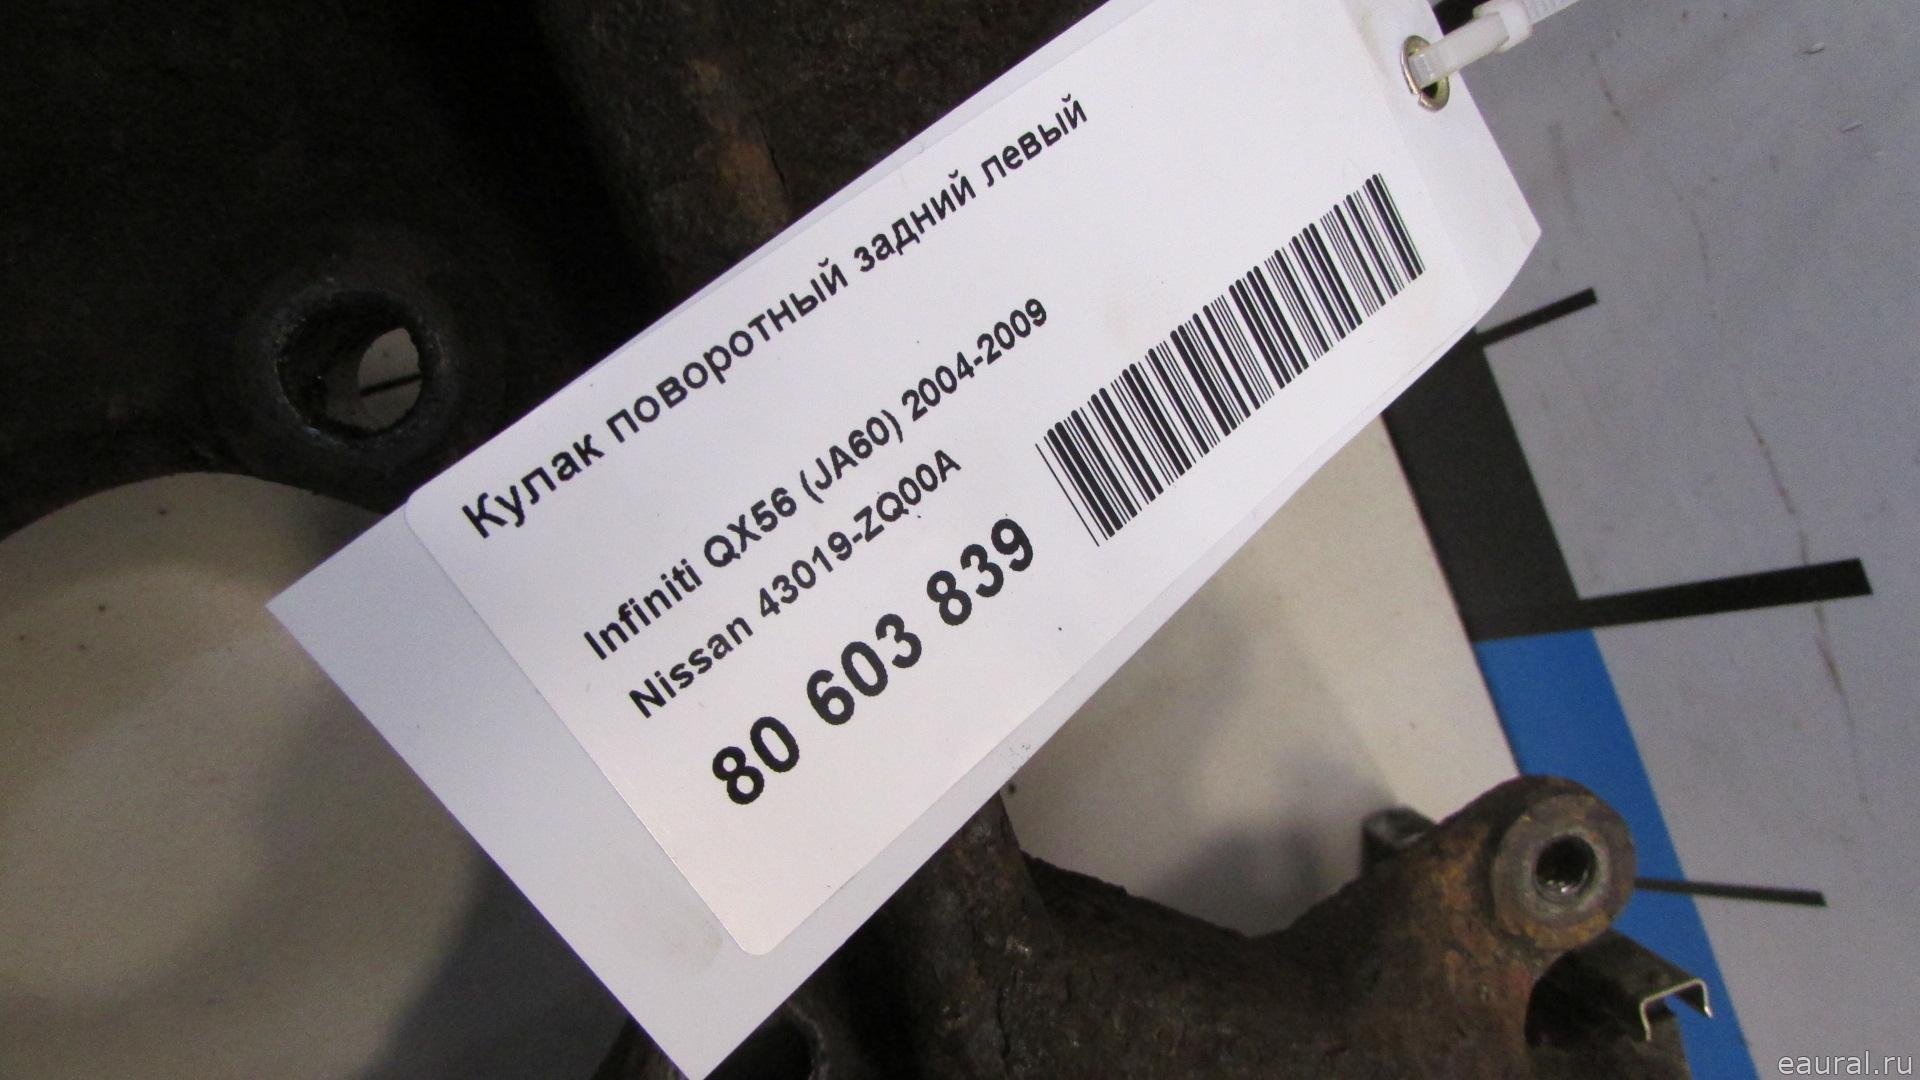 Кулак поворотный задний левый
Infiniti QX56 (JA60) 2004-2009
Nissan 43019-ZQ00A
80 603 839
eaural.ru